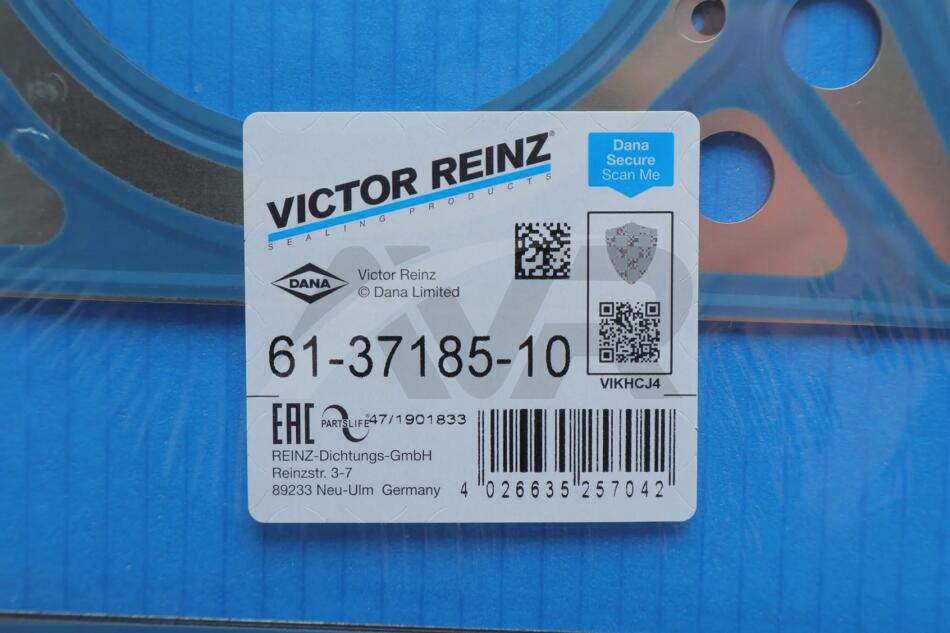 VICTOR REINZ®
SEALING PRODUCTS
Dana
Secure
Scan Me
DANA
Victor Reinz
© Dana Limited
AVR
61-37185-10
VIKHCJ4
EAC PARTSLIFE® 47/1901833
REINZ-Dichtungs-GmbH
Reinzstr. 3-7
89233 Neu-Ulm Germany
4 026635 257042